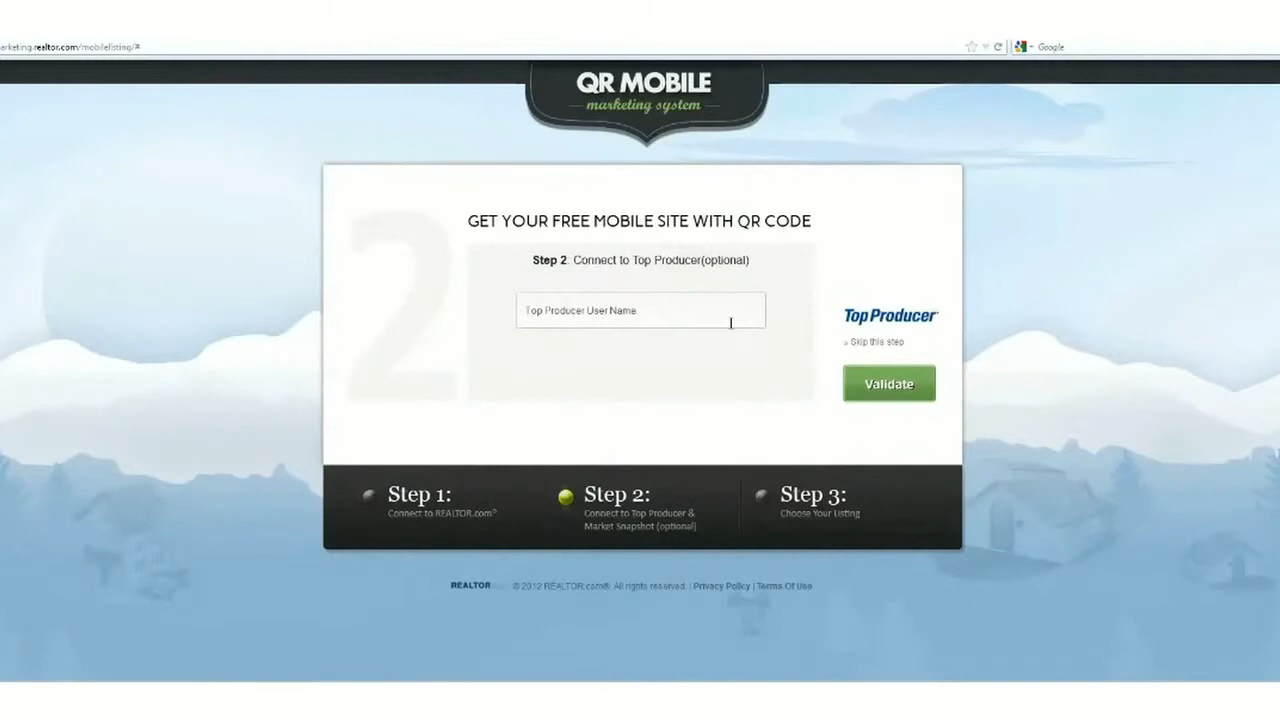 arketing.realtor.com/mobilelisting/#
Google
QR MOBILE
marketing system
2
GET YOUR FREE MOBILE SITE WITH QR CODE
Step 2: Connect to Top Producer(optional)
Top Producer User Name
Top Producer
» Skip this step
Validate
Step 1:
Connect to REALTOR.com®
Step 2:
Connect to Top Producer &
Market Snapshot (optional)
Step 3:
Choose Your Listing
REALTOR © 2012 REALTOR.com®. All rights reserved. | Privacy Policy | Terms Of Use